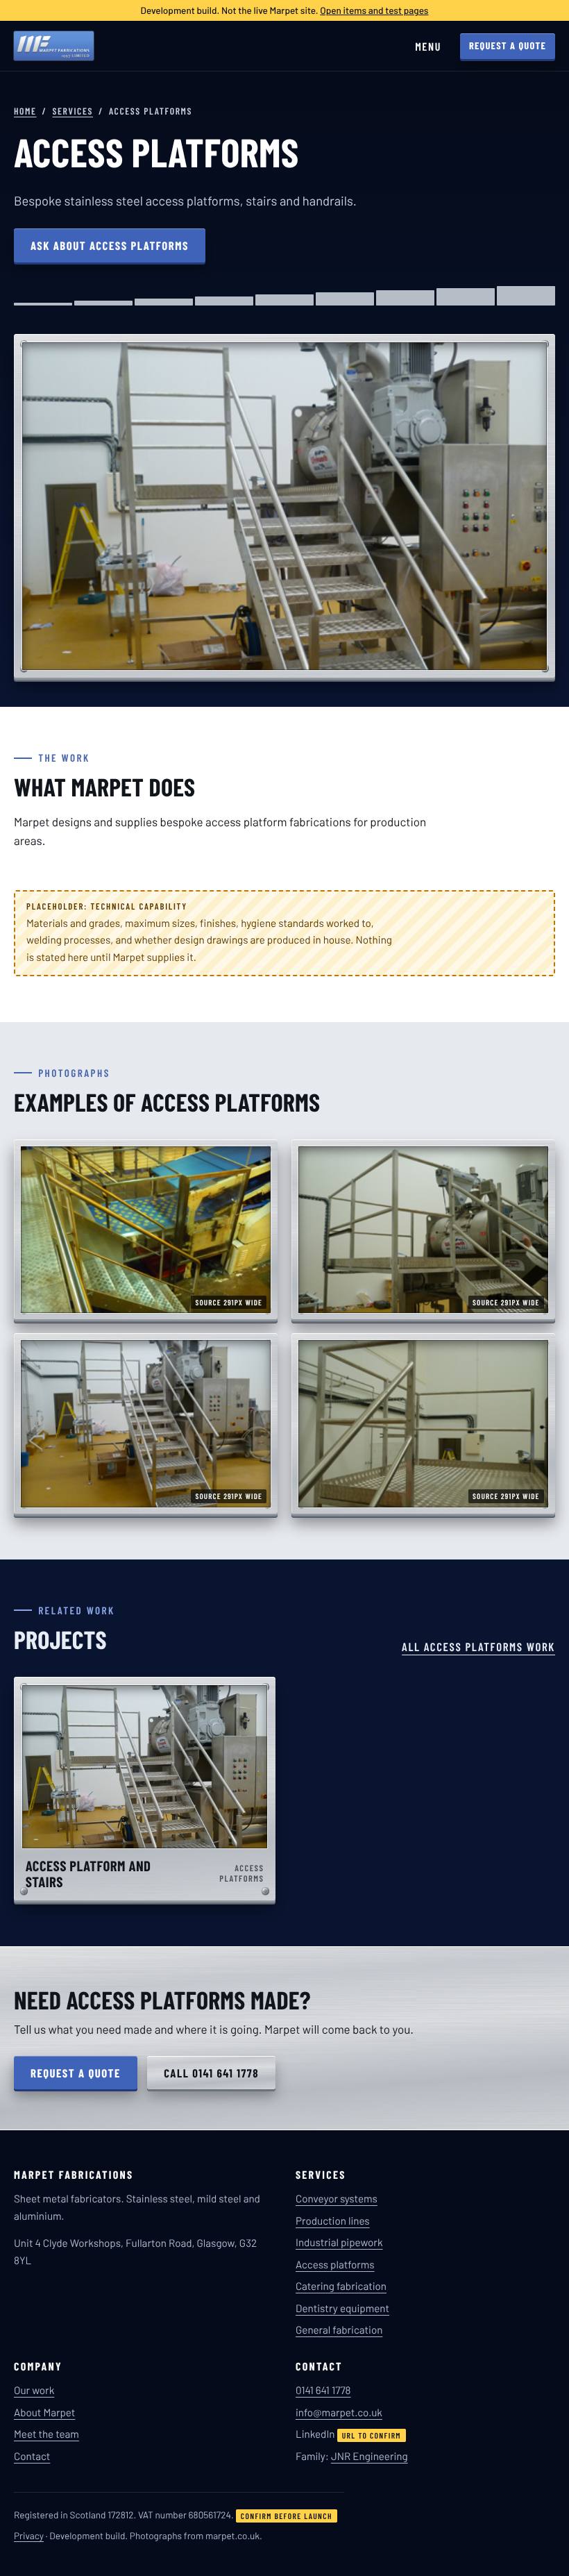 Development build. Not the live Marpet site. Open items and test pages
MARPET FABRICATIONS
MENU
REQUEST A QUOTE
HOME / SERVICES / ACCESS PLATFORMS
ACCESS PLATFORMS
Bespoke stainless steel access platforms, stairs and handrails.
ASK ABOUT ACCESS PLATFORMS
THE WORK
WHAT MARPET DOES
Marpet designs and supplies bespoke access platform fabrications for production
areas.
PLACEHOLDER: TECHNICAL CAPABILITY
Materials and grades, maximum sizes, finishes, hygiene standards worked to,
welding processes, and whether design drawings are produced in house. Nothing
is stated here until Marpet supplies it.
PHOTOGRAPHS
EXAMPLES OF ACCESS PLATFORMS
SOURCE 291PX WIDE
SOURCE 291PX WIDE
SOURCE 291PX WIDE
SOURCE 291PX WIDE
RELATED WORK
PROJECTS
ALL ACCESS PLATFORMS WORK
ACCESS PLATFORM AND
STAIRS
ACCESS
PLATFORMS
NEED ACCESS PLATFORMS MADE?
Tell us what you need made and where it is going. Marpet will come back to you.
REQUEST A QUOTE
CALL 0141 641 1778
MARPET FABRICATIONS
Sheet metal fabricators. Stainless steel, mild steel and
aluminium.
Unit 4 Clyde Workshops, Fullarton Road, Glasgow, G32
8YL
SERVICES
Conveyor systems
Production lines
Industrial pipework
Access platforms
Catering fabrication
Dentistry equipment
General fabrication
COMPANY
Our work
About Marpet
Meet the team
Contact
CONTACT
0141 641 1778
info@marpet.co.uk
LinkedIn URL TO CONFIRM
Family: JNR Engineering
Registered in Scotland 172812. VAT number 680561724. CONFIRM BEFORE LAUNCH
Privacy · Development build. Photographs from marpet.co.uk.